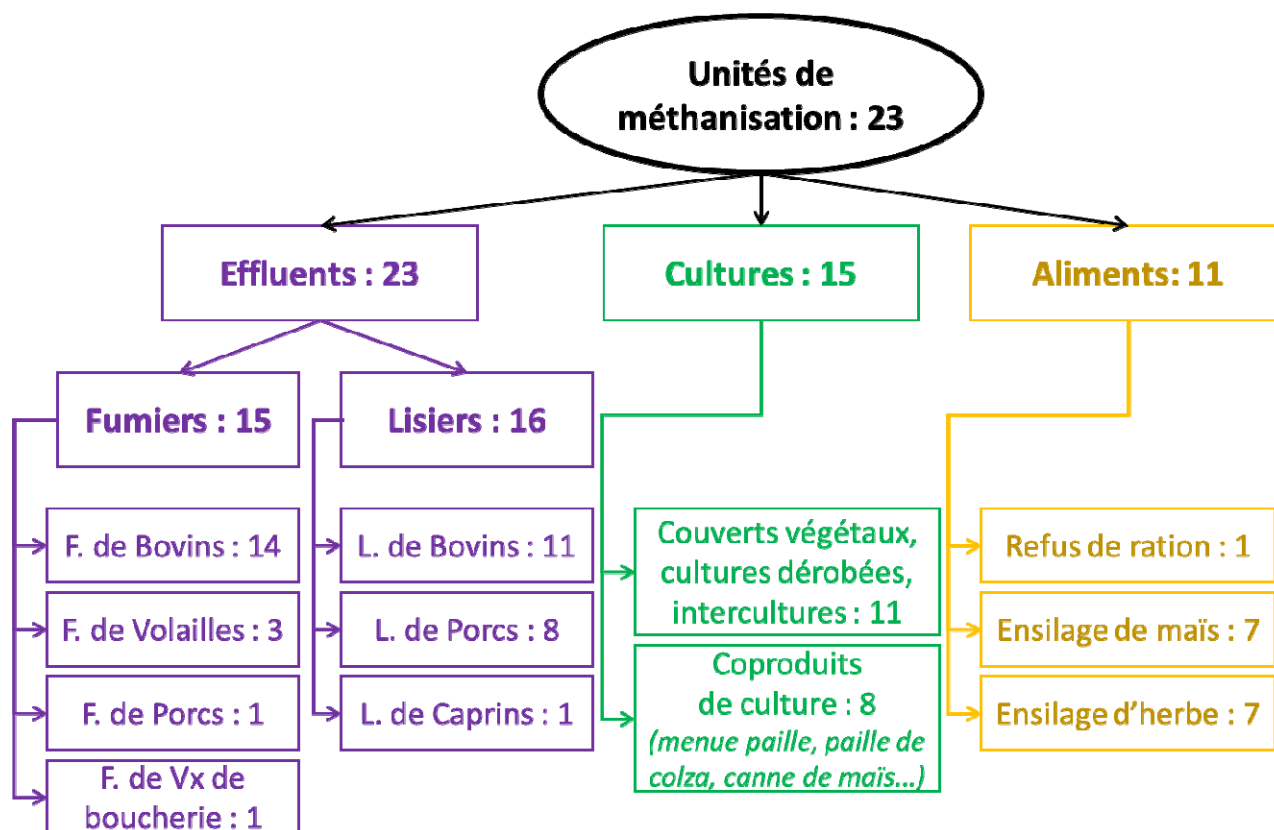 Unités de
méthanisation : 23
Effluents : 23
Cultures : 15
Aliments: 11
Fumiers : 15
Lisiers : 16
F. de Bovins : 14
F. de Volailles : 3
F. de Porcs : 1
F. de Vx de
boucherie : 1
L. de Bovins : 11
L. de Porcs : 8
L. de Caprins : 1
Couverts végétaux,
cultures dérobées,
intercultures : 11
Coproduits
de culture : 8
(menue paille, paille de
colza, canne de maïs...)
Refus de ration : 1
Ensilage de maïs : 7
Ensilage d'herbe : 7